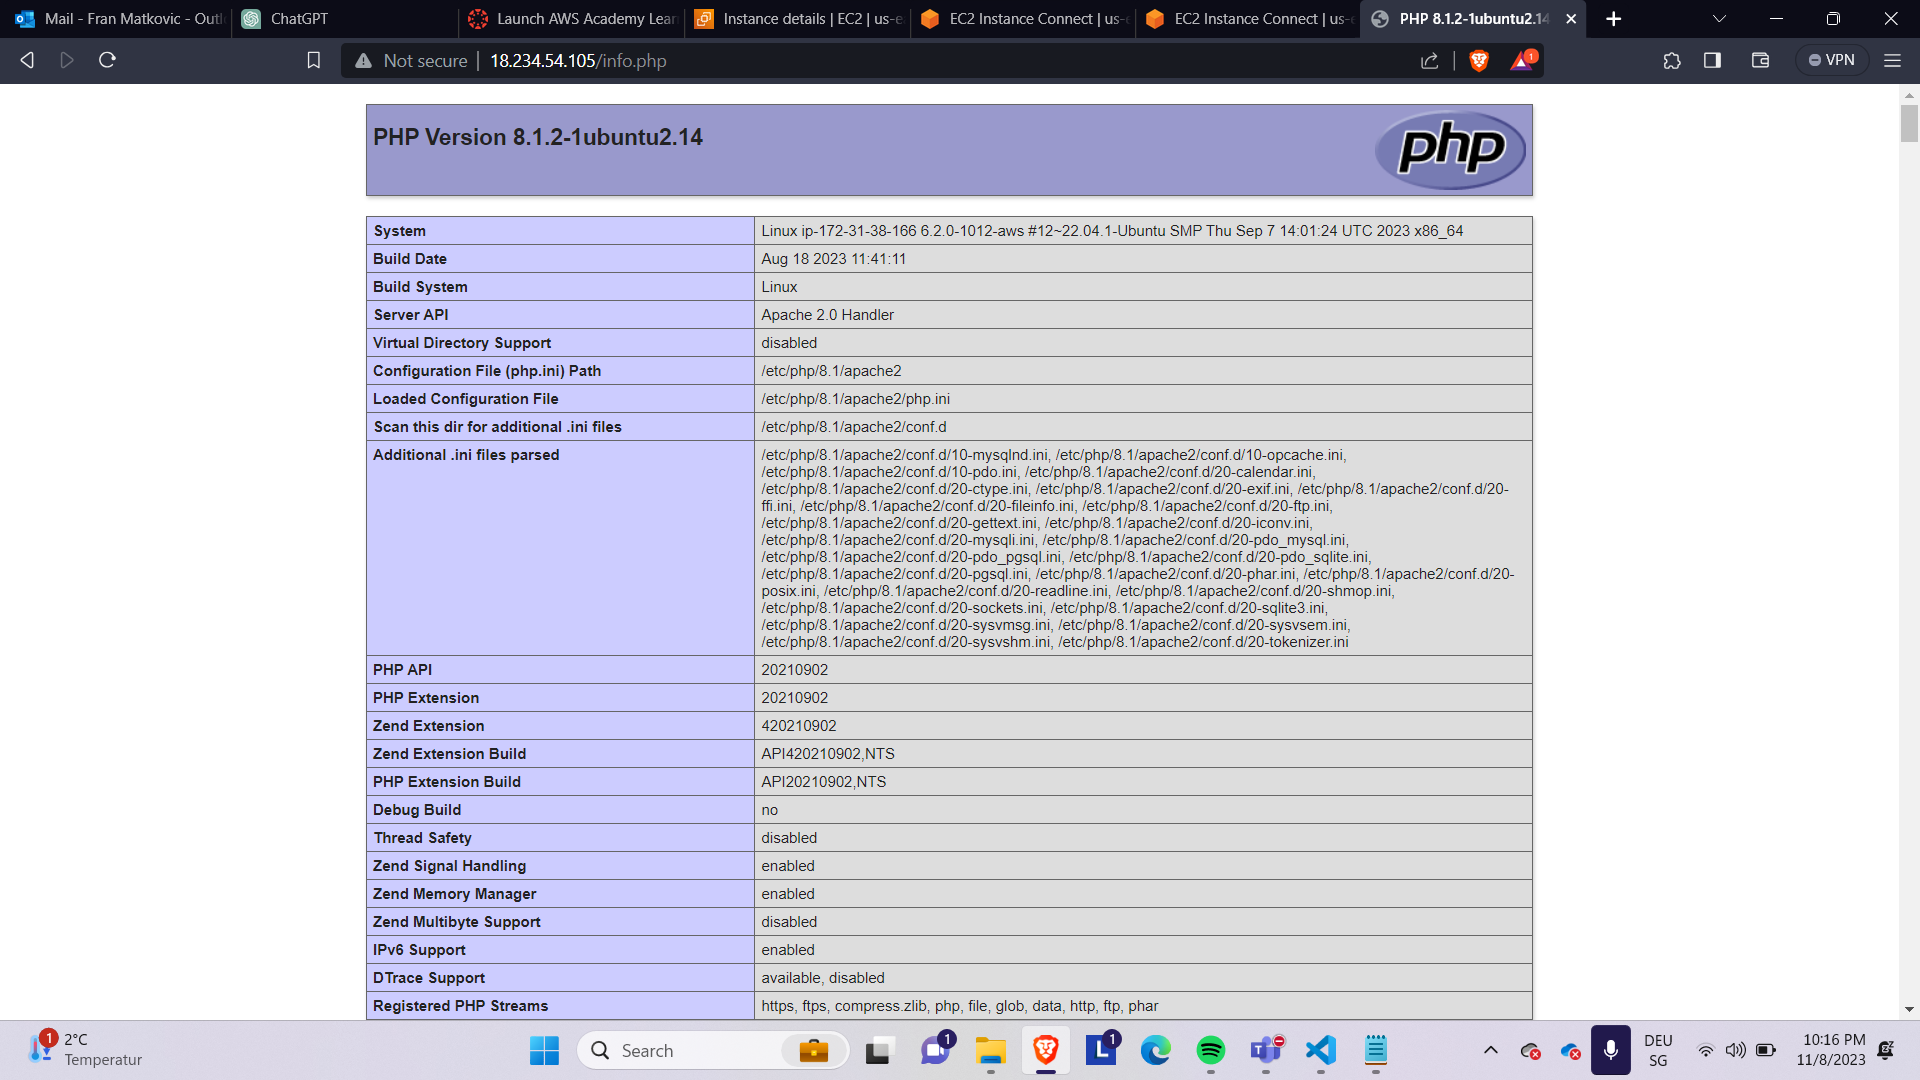 Mail - Fran Matkovic - Outl
ChatGPT
Launch AWS Academy Lear
Instance details | EC2 | us-e
EC2 Instance Connect | us-e
EC2 Instance Connect | us-e
PHP 8.1.2-1ubuntu2.14
Not secure
18.234.54.105/info.php
1
VPN
PHP Version 8.1.2-1ubuntu2.14
php
System Linux ip-172-31-38-166 6.2.0-1012-aws #12~22.04.1-Ubuntu SMP Thu Sep 7 14:01:24 UTC 2023 x86_64
Build Date Aug 18 2023 11:41:11
Build System Linux
Server API Apache 2.0 Handler
Virtual Directory Support disabled
Configuration File (php.ini) Path /etc/php/8.1/apache2
Loaded Configuration File /etc/php/8.1/apache2/php.ini
Scan this dir for additional .ini files /etc/php/8.1/apache2/conf.d
Additional .ini files parsed /etc/php/8.1/apache2/conf.d/10-mysqlnd.ini, /etc/php/8.1/apache2/conf.d/10-opcache.ini,
/etc/php/8.1/apache2/conf.d/10-pdo.ini, /etc/php/8.1/apache2/conf.d/20-calendar.ini,
/etc/php/8.1/apache2/conf.d/20-ctype.ini, /etc/php/8.1/apache2/conf.d/20-exif.ini, /etc/php/8.1/apache2/conf.d/20-
ffi.ini, /etc/php/8.1/apache2/conf.d/20-fileinfo.ini, /etc/php/8.1/apache2/conf.d/20-ftp.ini,
/etc/php/8.1/apache2/conf.d/20-gettext.ini, /etc/php/8.1/apache2/conf.d/20-iconv.ini,
/etc/php/8.1/apache2/conf.d/20-mysqli.ini, /etc/php/8.1/apache2/conf.d/20-pdo_mysql.ini,
/etc/php/8.1/apache2/conf.d/20-pdo_pgsql.ini, /etc/php/8.1/apache2/conf.d/20-pdo_sqlite.ini,
/etc/php/8.1/apache2/conf.d/20-pgsql.ini, /etc/php/8.1/apache2/conf.d/20-phar.ini, /etc/php/8.1/apache2/conf.d/20-
posix.ini, /etc/php/8.1/apache2/conf.d/20-readline.ini, /etc/php/8.1/apache2/conf.d/20-shmop.ini,
/etc/php/8.1/apache2/conf.d/20-sockets.ini, /etc/php/8.1/apache2/conf.d/20-sqlite3.ini,
/etc/php/8.1/apache2/conf.d/20-sysvmsg.ini, /etc/php/8.1/apache2/conf.d/20-sysvsem.ini,
/etc/php/8.1/apache2/conf.d/20-sysvshm.ini, /etc/php/8.1/apache2/conf.d/20-tokenizer.ini
PHP API 20210902
PHP Extension 20210902
Zend Extension 420210902
Zend Extension Build API420210902,NTS
PHP Extension Build API20210902,NTS
Debug Build no
Thread Safety disabled
Zend Signal Handling enabled
Zend Memory Manager enabled
Zend Multibyte Support disabled
IPv6 Support enabled
DTrace Support available, disabled
Registered PHP Streams https, ftps, compress.zlib, php, file, glob, data, http, ftp, phar
1
2°C
Temperatur
Search
1
L
1
DEU
SG
10:16 PM
11/8/2023